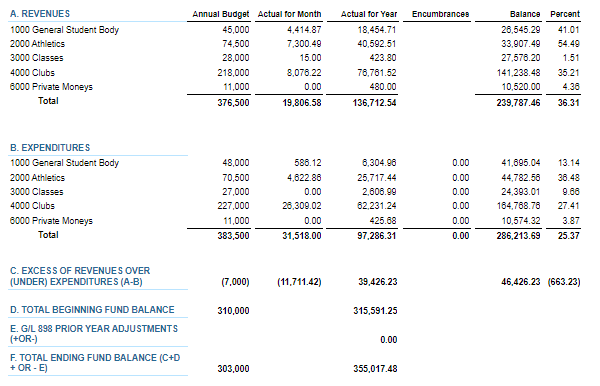 A. REVENUES Annual Budget Actual for Month Actual for Year Encumbrances Balance Percent
1000 General Student Body 45,000 4,414.87 18,454.71 26,545.29 41.01
2000 Athletics 74,500 7,300.49 40,592.51 33,907.49 54.49
3000 Classes 28,000 15.00 423.80 27,576.20 1.51
4000 Clubs 218,000 8,076.22 76,761.52 141,238.48 35.21
6000 Private Moneys 11,000 0.00 480.00 10,520.00 4.36
Total 376,500 19,806.58 136,712.54 239,787.46 36.31
B. EXPENDITURES
1000 General Student Body 48,000 586.12 6,304.96 0.00 41,695.04 13.14
2000 Athletics 70,500 4,622.86 25,717.44 0.00 44,782.56 36.48
3000 Classes 27,000 0.00 2,606.99 0.00 24,393.01 9.66
4000 Clubs 227,000 26,309.02 62,231.24 0.00 164,768.76 27.41
6000 Private Moneys 11,000 0.00 425.68 0.00 10,574.32 3.87
Total 383,500 31,518.00 97,286.31 0.00 286,213.69 25.37
C. EXCESS OF REVENUES OVER
(UNDER) EXPENDITURES (A-B) (7,000) (11,711.42) 39,426.23 46,426.23 (663.23)
D. TOTAL BEGINNING FUND BALANCE 310,000 315,591.25
E. G/L 898 PRIOR YEAR ADJUSTMENTS
(+OR-) 0.00
F. TOTAL ENDING FUND BALANCE (C+D
+ OR - E) 303,000 355,017.48